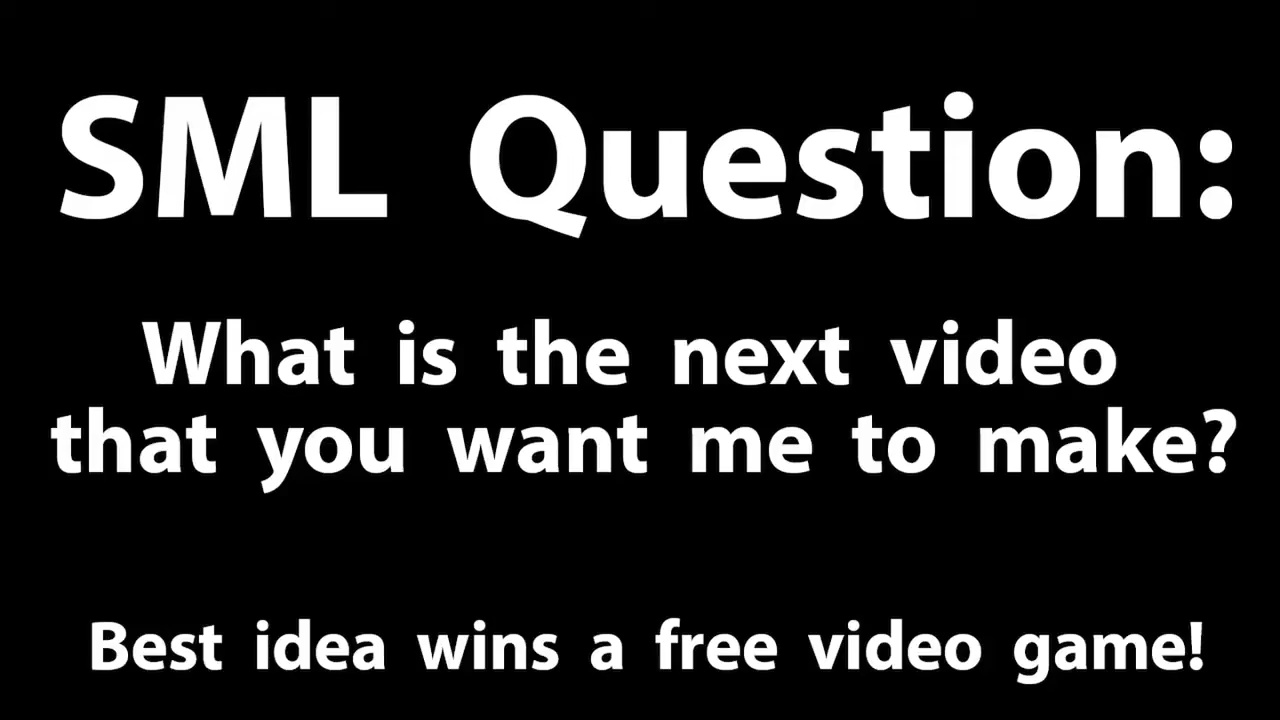 SML Question:
What is the next video
that you want me to make?
Best idea wins a free video game!